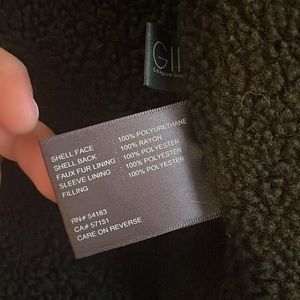 GII
SHELL FACE : 100% POLYURETHANE
SHELL BACK : 100% RAYON
FAUX FUR LINING : 100% POLYESTER
SLEEVE LINING : 100% POLYESTER
FILLING : 100% POLYESTER
RN# 54163
CA# 57151
CARE ON REVERSE